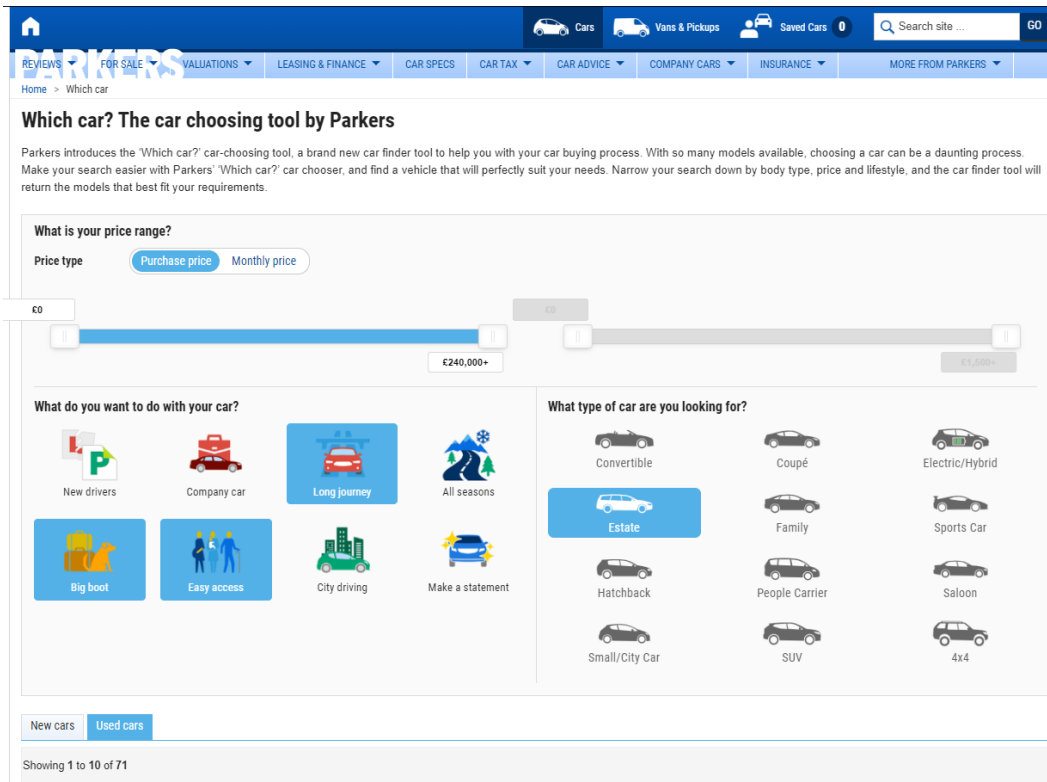 Cars
Vans & Pickups
Saved Cars 0
Search site ...
GO
PARKERS
REVIEWS
FOR SALE
VALUATIONS
LEASING & FINANCE
CAR SPECS
CAR TAX
CAR ADVICE
COMPANY CARS
INSURANCE
MORE FROM PARKERS
Home > Which car
Which car? The car choosing tool by Parkers
Parkers introduces the 'Which car?' car-choosing tool, a brand new car finder tool to help you with your car buying process. With so many models available, choosing a car can be a daunting process.
Make your search easier with Parkers' 'Which car?' car chooser, and find a vehicle that will perfectly suit your needs. Narrow your search down by body type, price and lifestyle, and the car finder tool will
return the models that best fit your requirements.
What is your price range?
Price type
Purchase price
Monthly price
£0
£240,000+
£0
£1,500+
What do you want to do with your car?
L
P
New drivers
Company car
Long journey
All seasons
Big boot
Easy access
City driving
Make a statement
What type of car are you looking for?
Convertible
Coupé
Electric/Hybrid
Estate
Family
Sports Car
Hatchback
People Carrier
Saloon
Small/City Car
SUV
4x4
New cars
Used cars
Showing 1 to 10 of 71